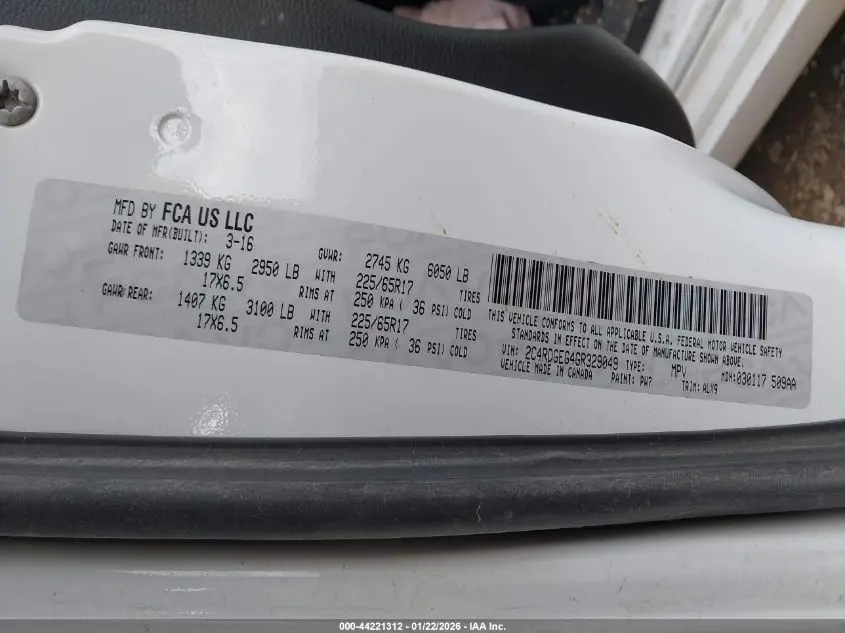 MFD BY FCA US LLC
DATE OF MFR(BUILT): 3-16 GVWR: 2745 KG 6050 LB
GAWR FRONT: 1339 KG 2950 LB WITH 225/65R17 TIRES
17X6.5 RIMS AT 250 KPA ( 36 PSI) COLD
GAWR REAR: 1407 KG 3100 LB WITH 225/65R17 TIRES
17X6.5 RIMS AT 250 KPA ( 36 PSI) COLD
THIS VEHICLE CONFORMS TO ALL APPLICABLE U.S.A. FEDERAL MOTOR VEHICLE SAFETY
STANDARDS IN EFFECT ON THE DATE OF MANUFACTURE SHOWN ABOVE.
VIN: 2C4RDGEG4GR329049 TYPE: MPV MDH:030117 509AA
VEHICLE MADE IN CANADA PAINT: PW7 TRIM: ALX9
000-44221312 - 01/22/2026 - IAA Inc.